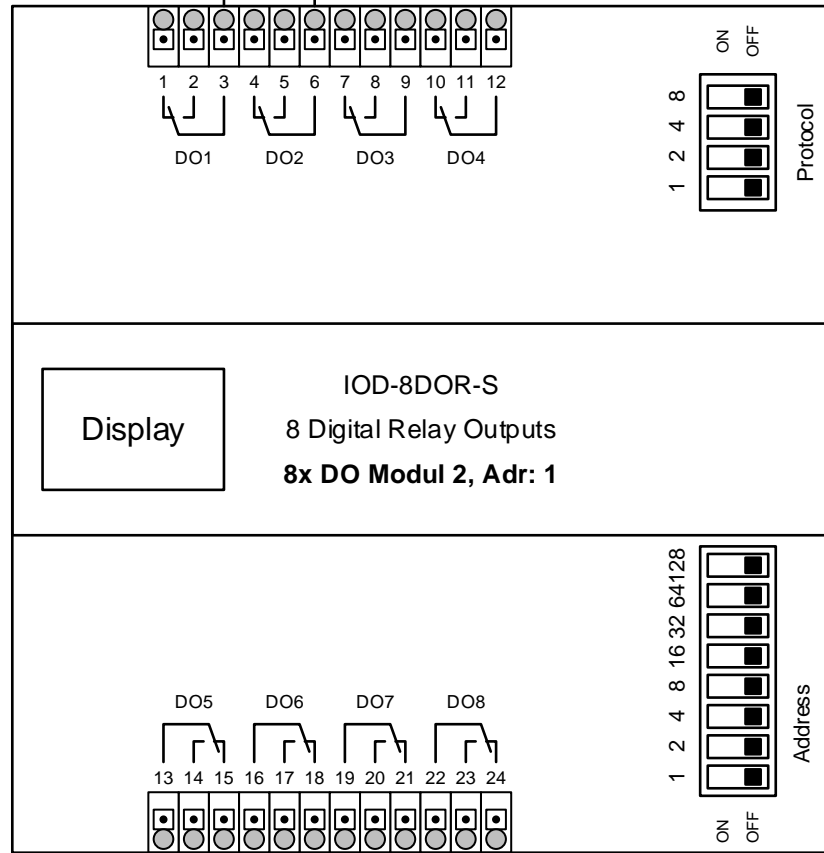 ON OFF
1 2 3 4 5 6 7 8 9 10 11 12
DO1 DO2 DO3 DO4
8
4
2
1
Protocol
IOD-8DOR-S
Display
8 Digital Relay Outputs
8x DO Modul 2, Adr: 1
128
64
32
16
8
4
2
1
Address
DO5 DO6 DO7 DO8
13 14 15 16 17 18 19 20 21 22 23 24
ON OFF